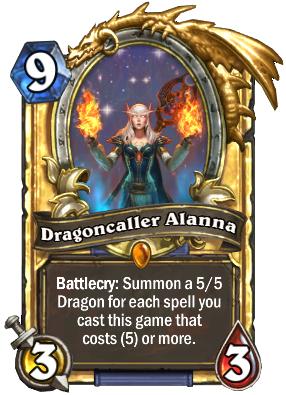 9
Dragoncaller Alanna
Battlecry: Summon a 5/5
Dragon for each spell you
cast this game that
costs (5) or more.
3
3